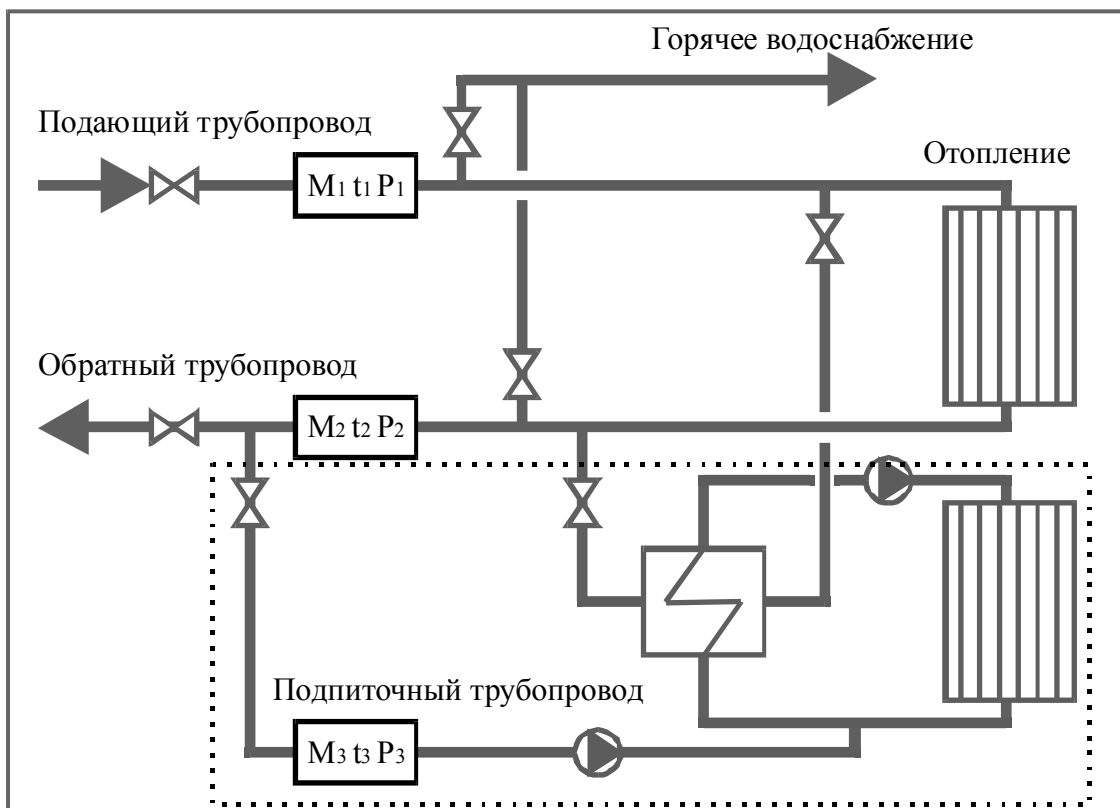 Горячее водоснабжение
Подающий трубопровод
Отопление
M1 t1 P1
Обратный трубопровод
M2 t2 P2
Подпиточный трубопровод
M3 t3 P3